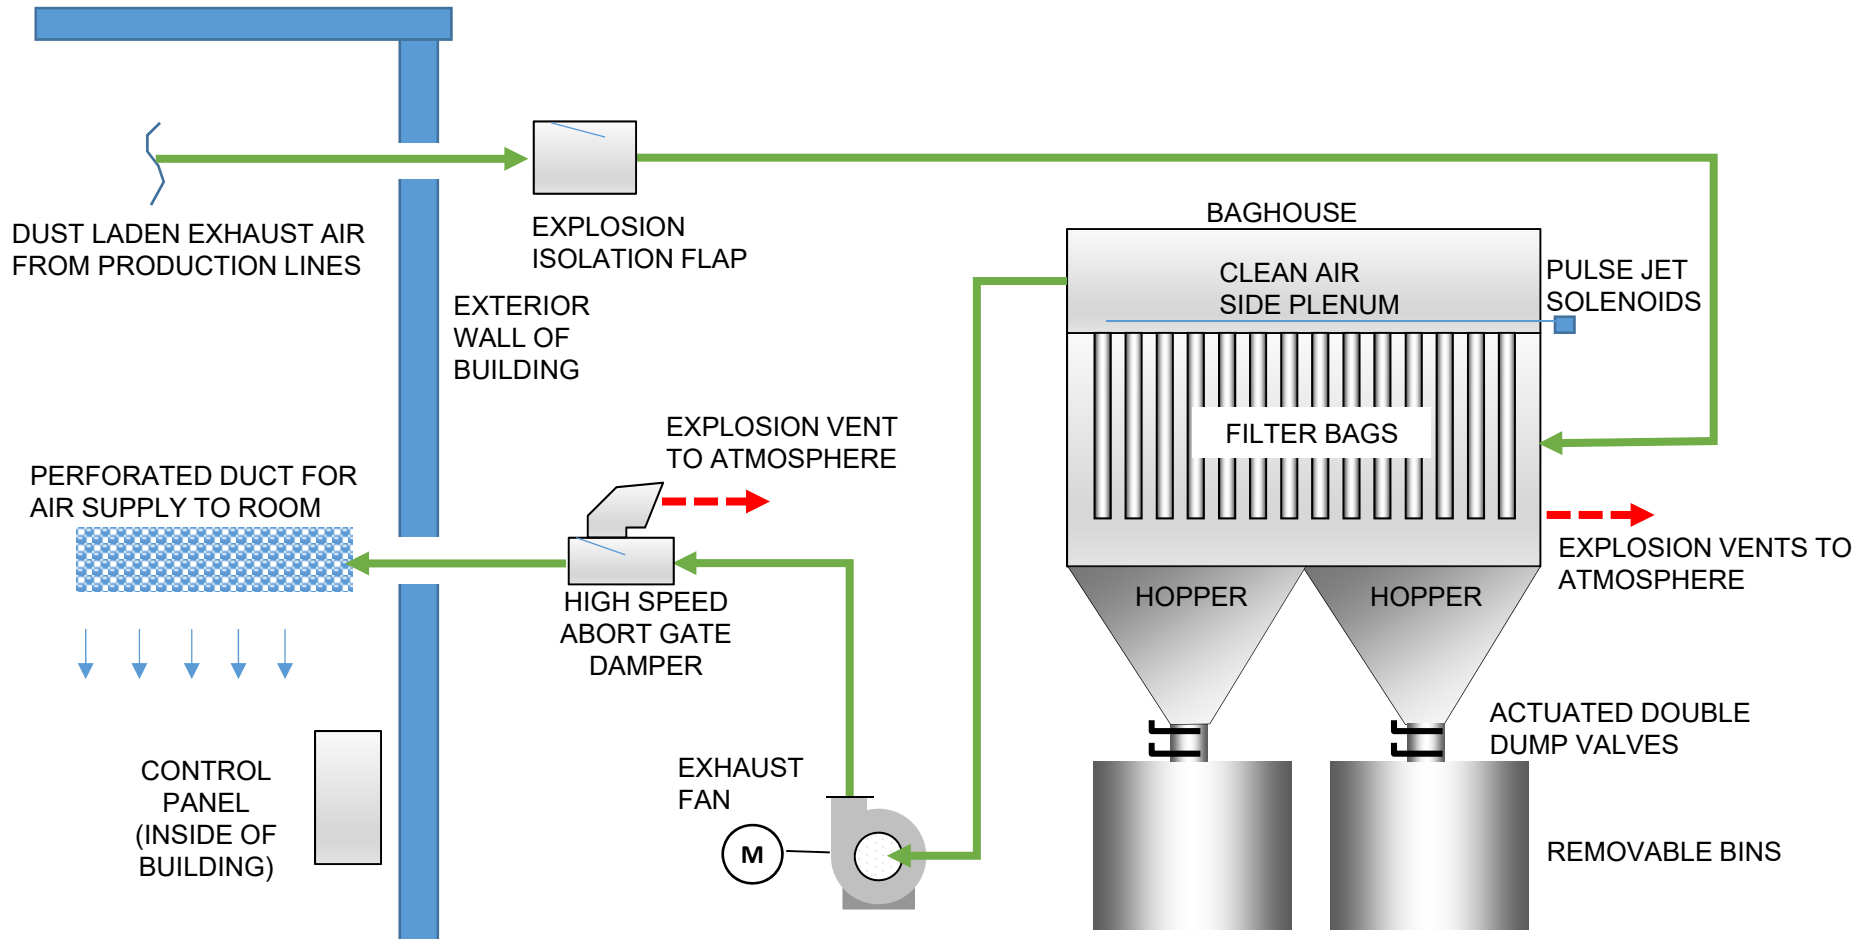 DUST LADEN EXHAUST AIR
FROM PRODUCTION LINES
EXPLOSION
ISOLATION FLAP
EXTERIOR
WALL OF
BUILDING
BAGHOUSE
CLEAN AIR
SIDE PLENUM
PULSE JET
SOLENOIDS
FILTER BAGS
EXPLOSION VENT
TO ATMOSPHERE
PERFORATED DUCT FOR
AIR SUPPLY TO ROOM
HIGH SPEED
ABORT GATE
DAMPER
EXPLOSION VENTS TO
ATMOSPHERE
HOPPER
HOPPER
ACTUATED DOUBLE
DUMP VALVES
CONTROL
PANEL
(INSIDE OF
BUILDING)
EXHAUST
FAN
M
REMOVABLE BINS